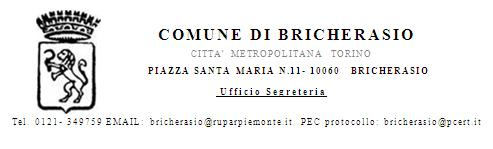 COMUNE DI BRICHERASIO
CITTA' METROPOLITANA TORINO
PIAZZA SANTA MARIA N.11- 10060 BRICHERASIO
Ufficio Segreteria
Tel. 0121- 349759 EMAIL: bricherasio@ruparpiemonte.it PEC protocollo: bricherasio@pcert.it